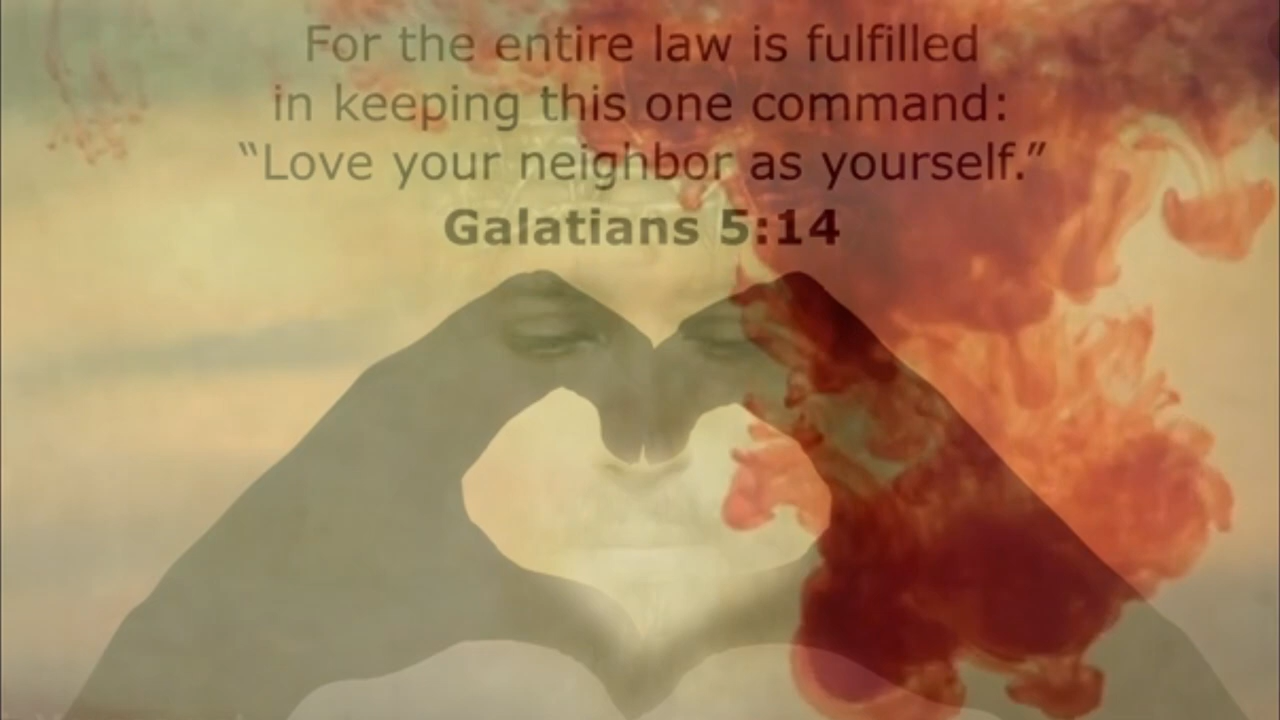 For the entire law is fulfilled
in keeping this one command:
“Love your neighbor as yourself.”
Galatians 5:14